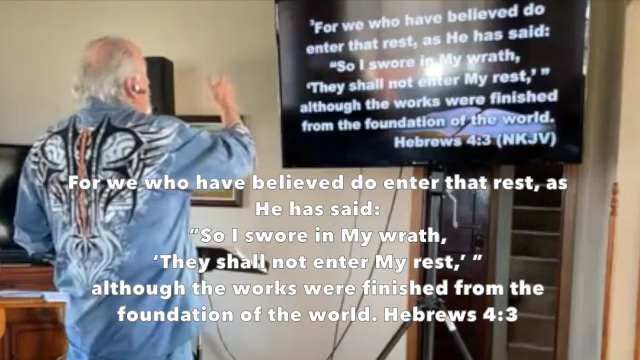 ³For we who have believed do
enter that rest, as He has said:
“So I swore in My wrath,
‘They shall not enter My rest,’ ”
although the works were finished
from the foundation of the world.
Hebrews 4:3 (NKJV)
For we who have believed do enter that rest, as
He has said:
“So I swore in My wrath,
‘They shall not enter My rest,’ ”
although the works were finished from the
foundation of the world. Hebrews 4:3